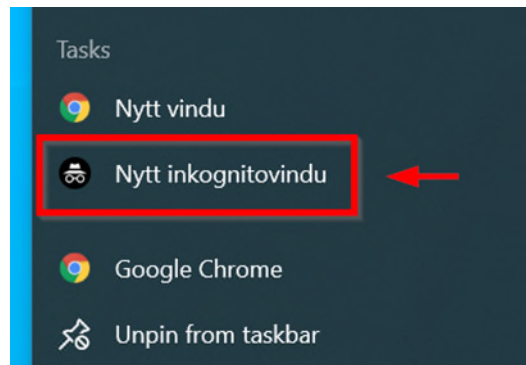 Tasks
Nytt vindu
Nytt inkognitovindu
Google Chrome
Unpin from taskbar